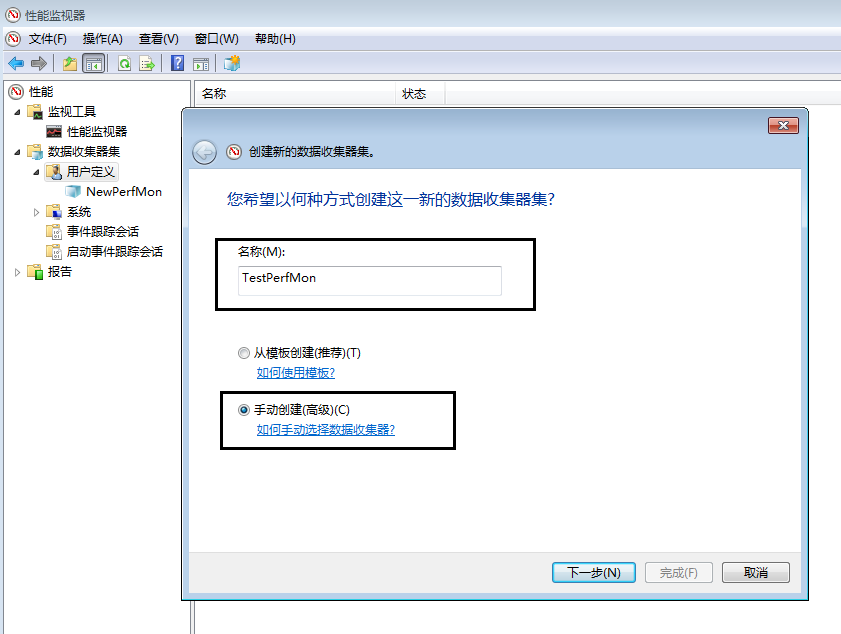 性能监视器
文件(F) 操作(A) 查看(V) 窗口(W) 帮助(H)
性能
监视工具
性能监视器
数据收集器集
用户定义
NewPerfMon
系统
事件跟踪会话
启动事件跟踪会话
报告
名称 状态
创建新的数据收集器集。
您希望以何种方式创建这一新的数据收集器集?
名称(M):
TestPerfMon
从模板创建(推荐)(T)
如何使用模板?
手动创建(高级)(C)
如何手动选择数据收集器?
下一步(N) 完成(F) 取消